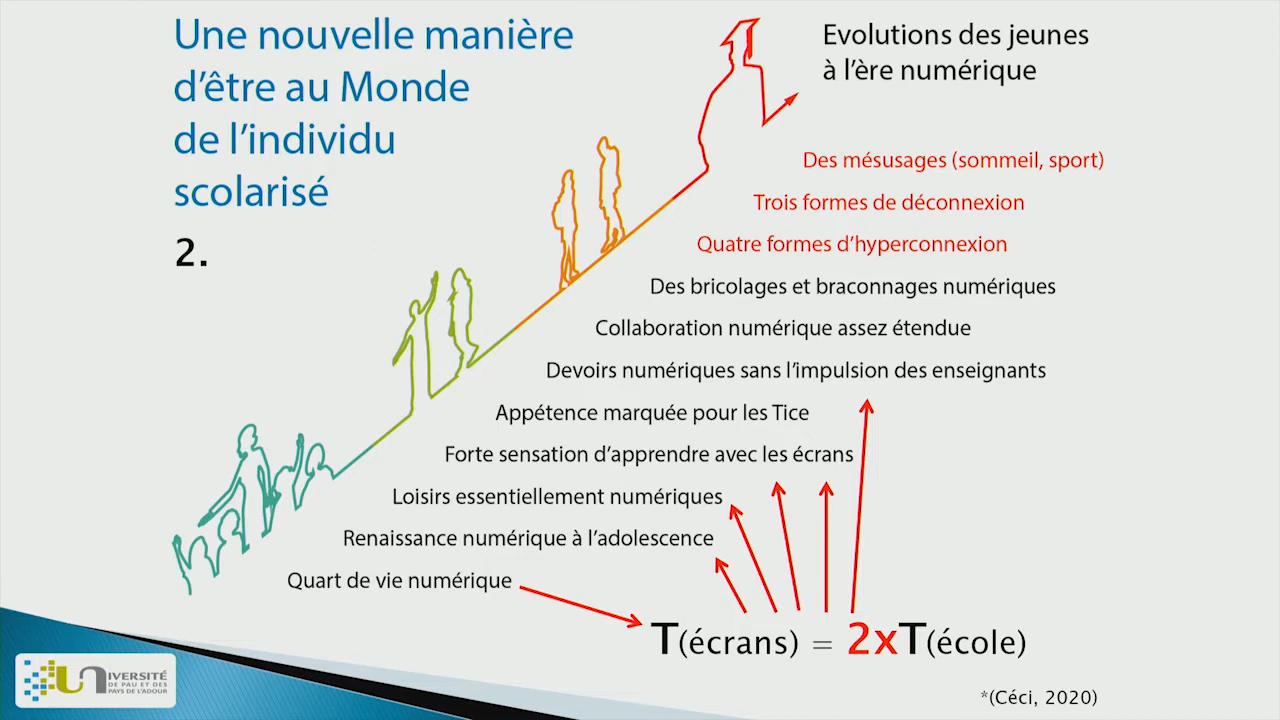 Une nouvelle manière
d'être au Monde
de l'individu
scolarisé
2.
Evolutions des jeunes
à l'ère numérique
Des mésusages (sommeil, sport)
Trois formes de déconnexion
Quatre formes d'hyperconnexion
Des bricolages et braconnages numériques
Collaboration numérique assez étendue
Devoirs numériques sans l'impulsion des enseignants
Appétence marquée pour les Tice
Forte sensation d'apprendre avec les écrans
Loisirs essentiellement numériques
Renaissance numérique à l'adolescence
Quart de vie numérique
T(écrans) = 2xT(école)
UNIVERSITÉ
DE PAU ET DES
PAYS DE L'ADOUR
*(Céci, 2020)